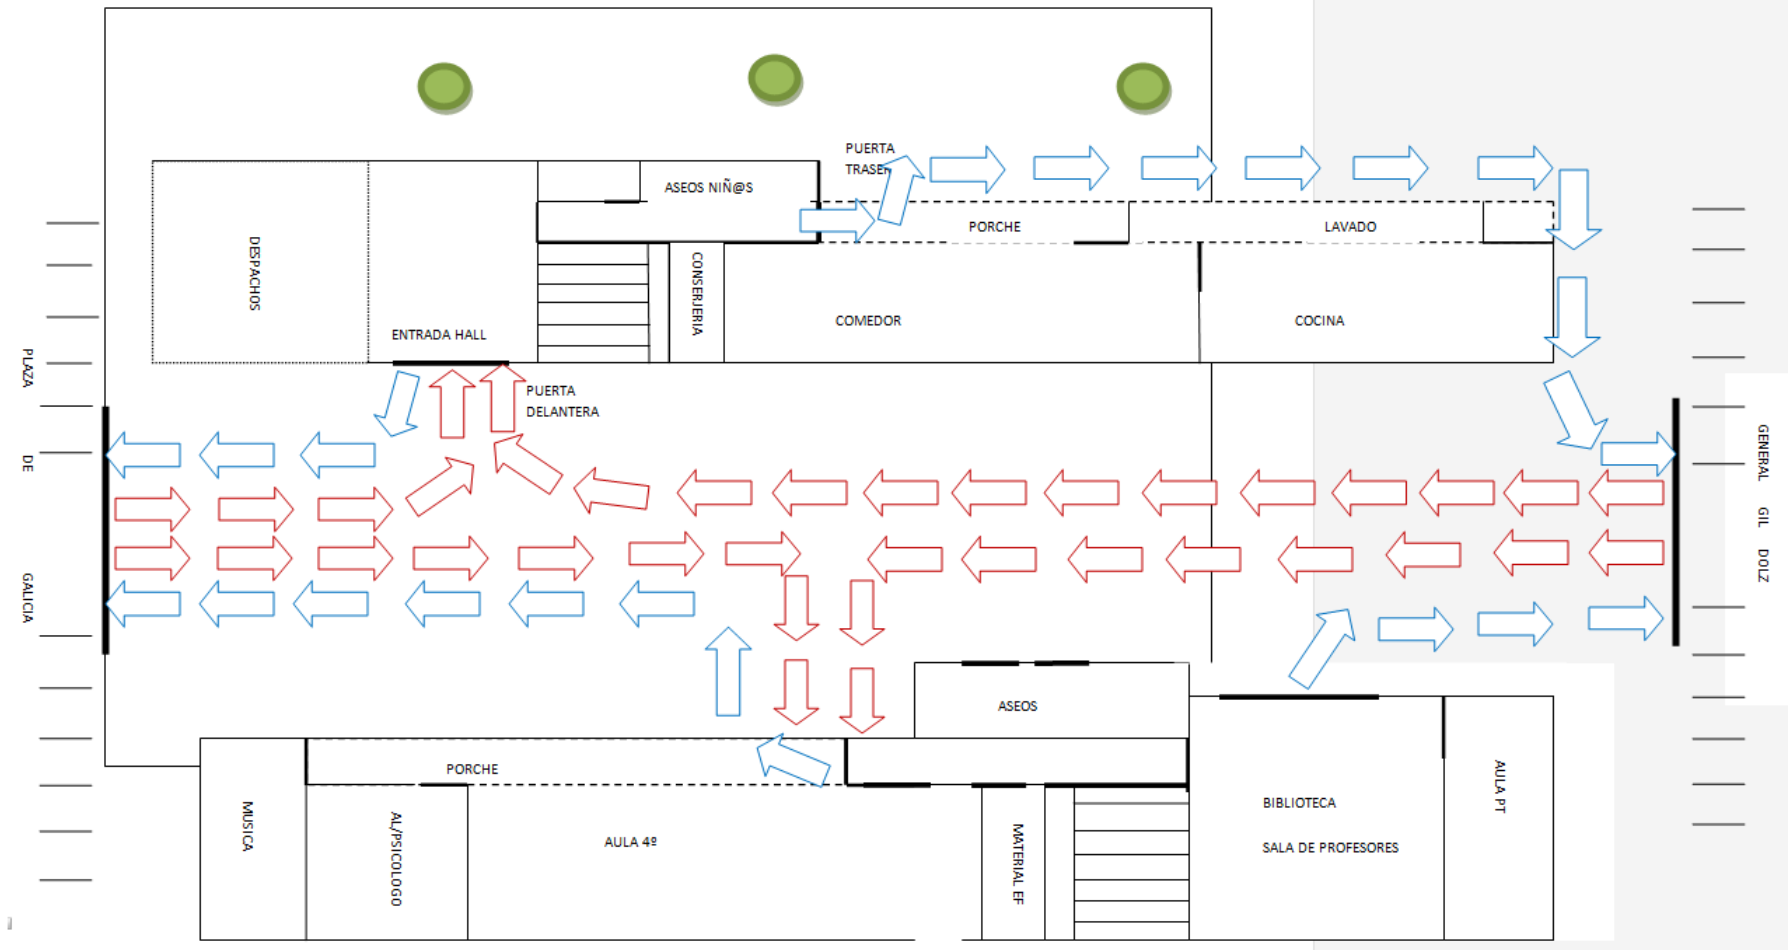 PUERTA
TRASER
ASEOS NIÑ@S
PORCHE
LAVADO
DESPACHOS
CONSERJERIA
ENTRADA HALL
COMEDOR
COCINA
PUERTA
DELANTERA
PLAZA
DE
GALICIA
GENERAL
GIL
DOLZ
ASEOS
PORCHE
MUSICA
AL/PSICOLOGO
AULA 4º
MATERIAL EF
BIBLIOTECA
SALA DE PROFESORES
AULA PT